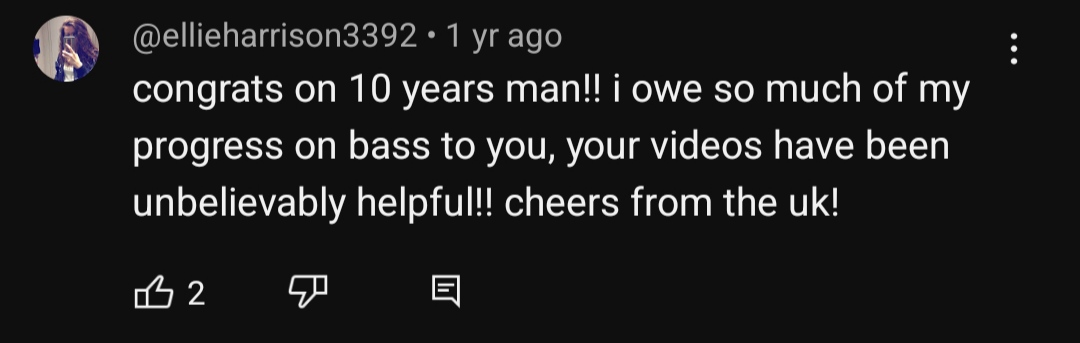 @ellieharrison3392 • 1 yr ago
congrats on 10 years man!! i owe so much of my
progress on bass to you, your videos have been
unbelievably helpful!! cheers from the uk!
2